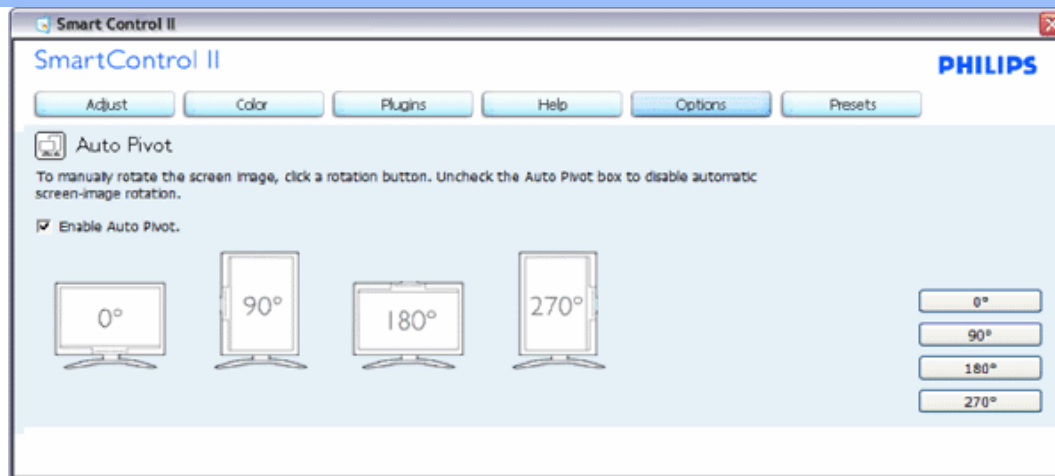 Smart Control II
SmartControl II
PHILIPS
Adjust Color Plugins Help Options Presets
Auto Pivot
To manually rotate the screen image, click a rotation button. Uncheck the Auto Pivot box to disable automatic
screen-image rotation.
Enable Auto Pivot.
0° 90° 180° 270°
0°
90°
180°
270°